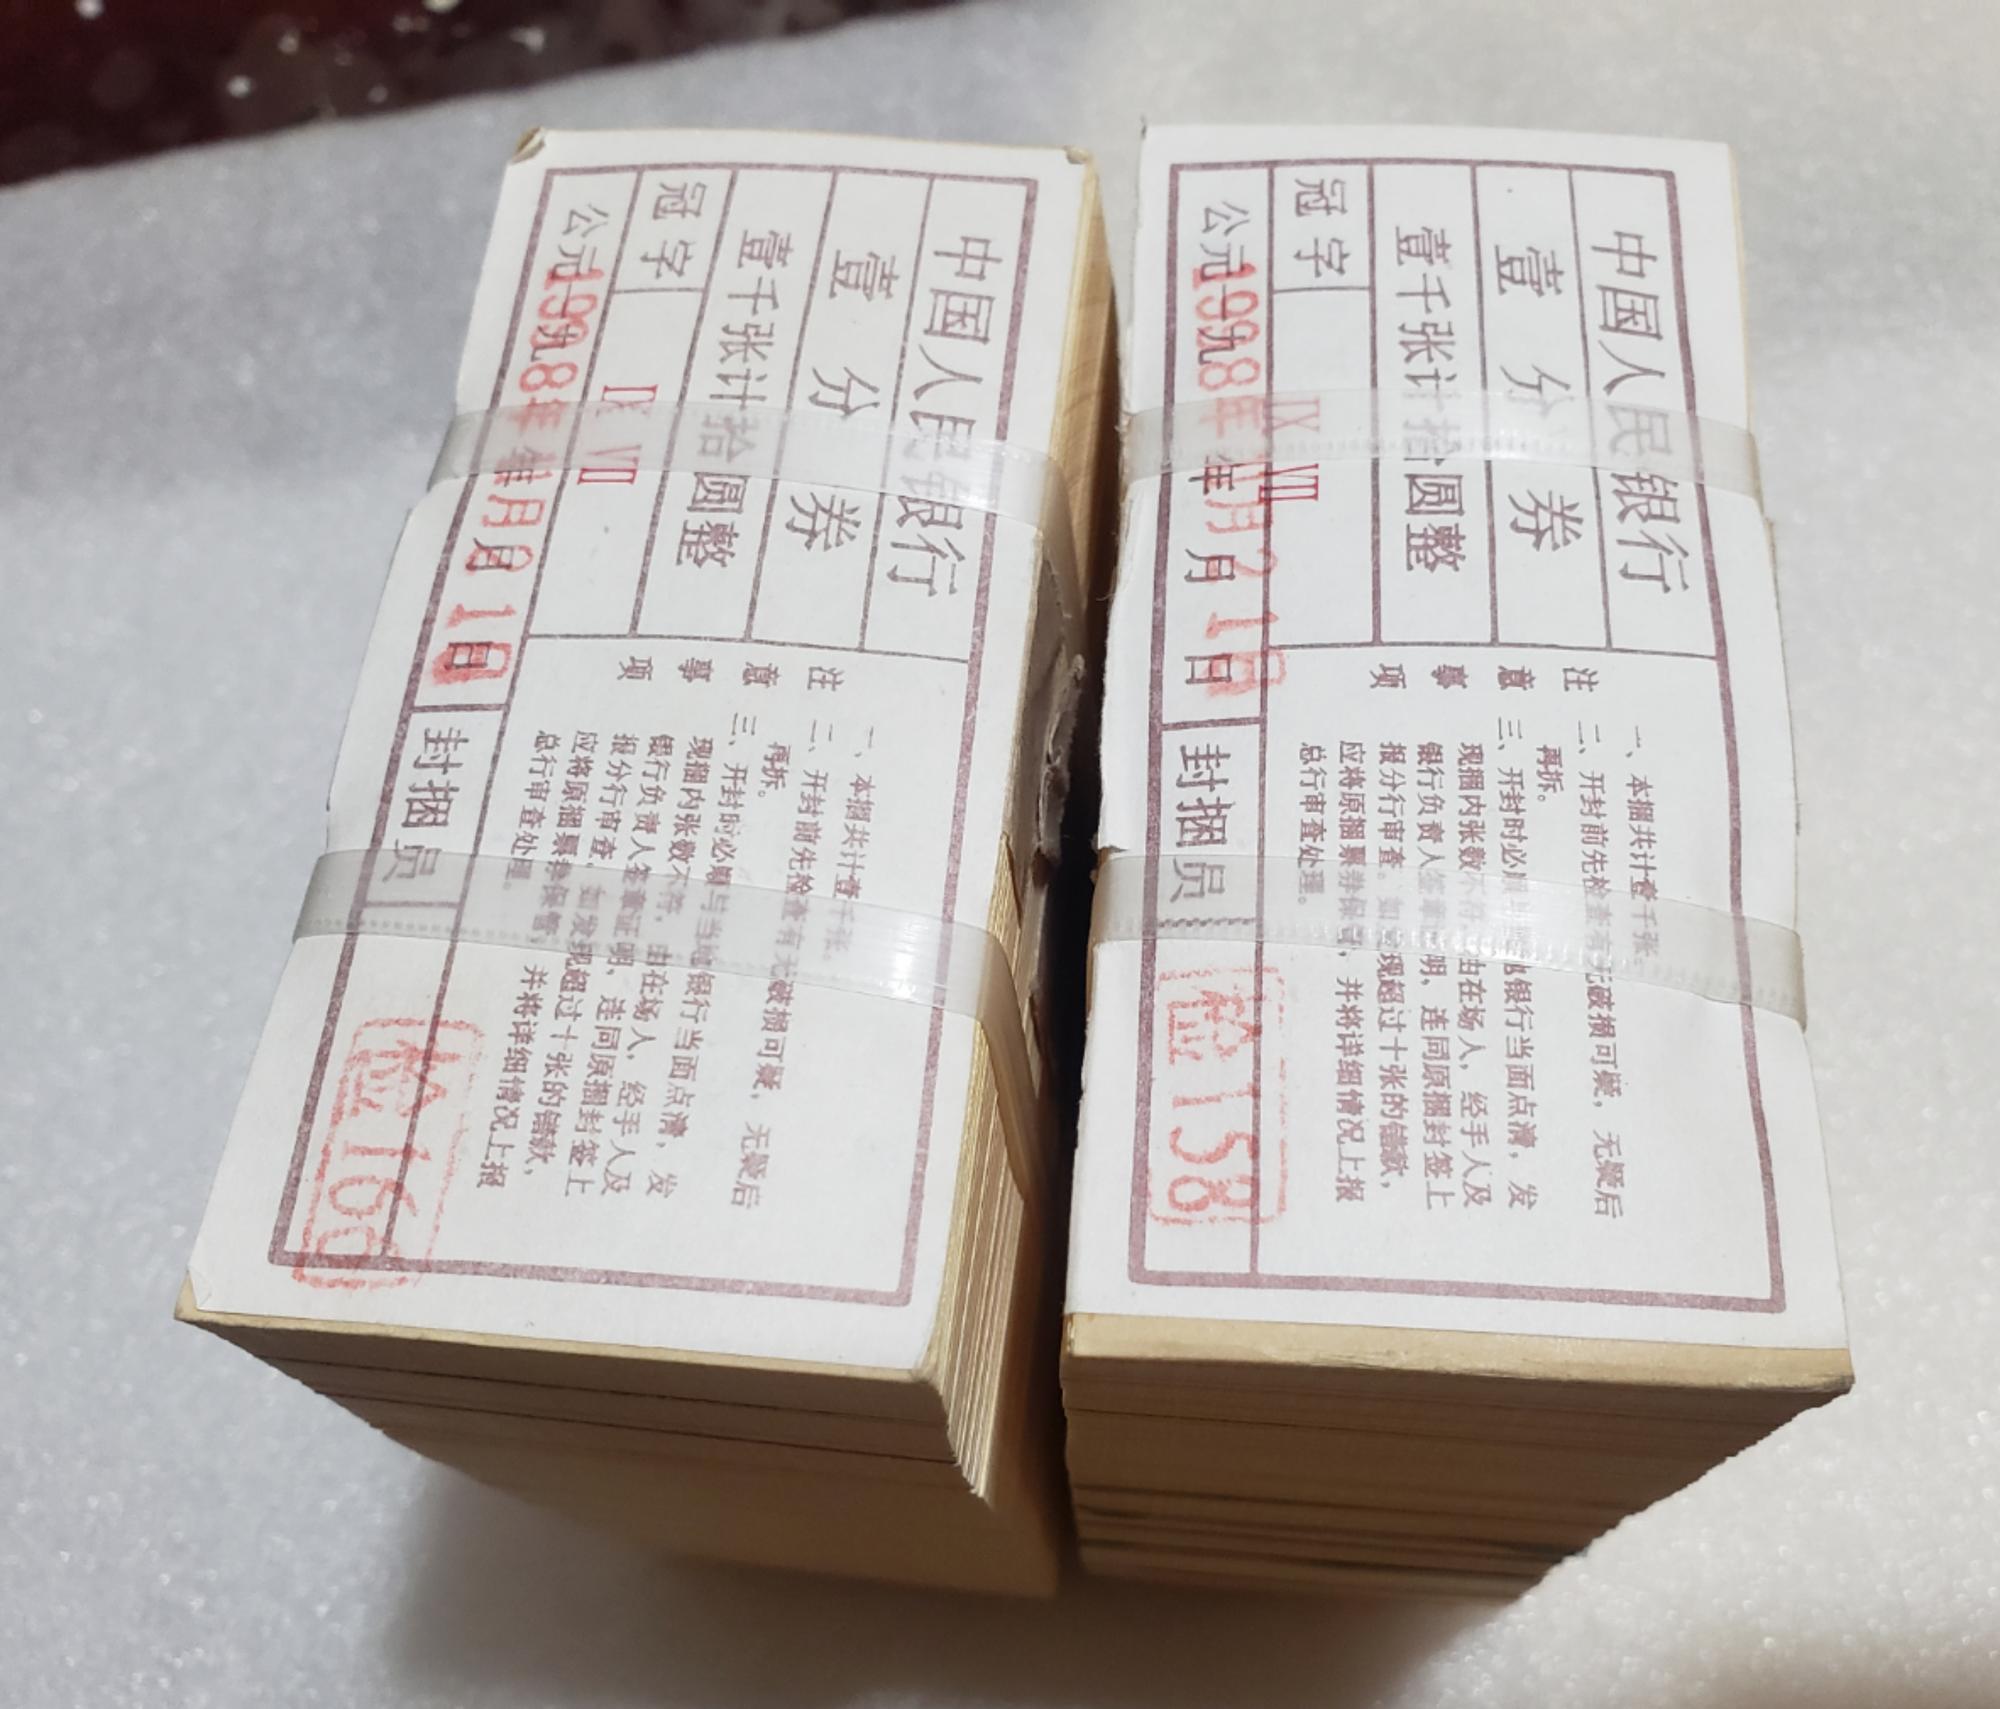 中国人民银行
壹分券
壹千张计拾圆整
冠字 IX VII
公元1998年
封捆员 检166
注意事项
一、本捆共计壹千张。
二、开封前先检查有无破损可疑，无疑后
再拆。
三、开封时必须与当地银行当面点清，发
现捆内张数不符，由在场人，经手人及
银行负责人签章证明、连同原捆封签上
报分行审查。如发现超过十张的错款，
应将原捆票券保管，并将详细情况上报
总行审查处理。
中国人民银行
壹分券
壹千张计拾圆整
冠字 IX VII
公元1998年
封捆员 检158
注意事项
一、本捆共计壹千张。
二、开封前先检查有无破损可疑，无疑后
再拆。
三、开封时必须与当地银行当面点清，发
现捆内张数不符，由在场人，经手人及
银行负责人签章证明、连同原捆封签上
报分行审查。如发现超过十张的错款，
应将原捆票券保管，并将详细情况上报
总行审查处理。